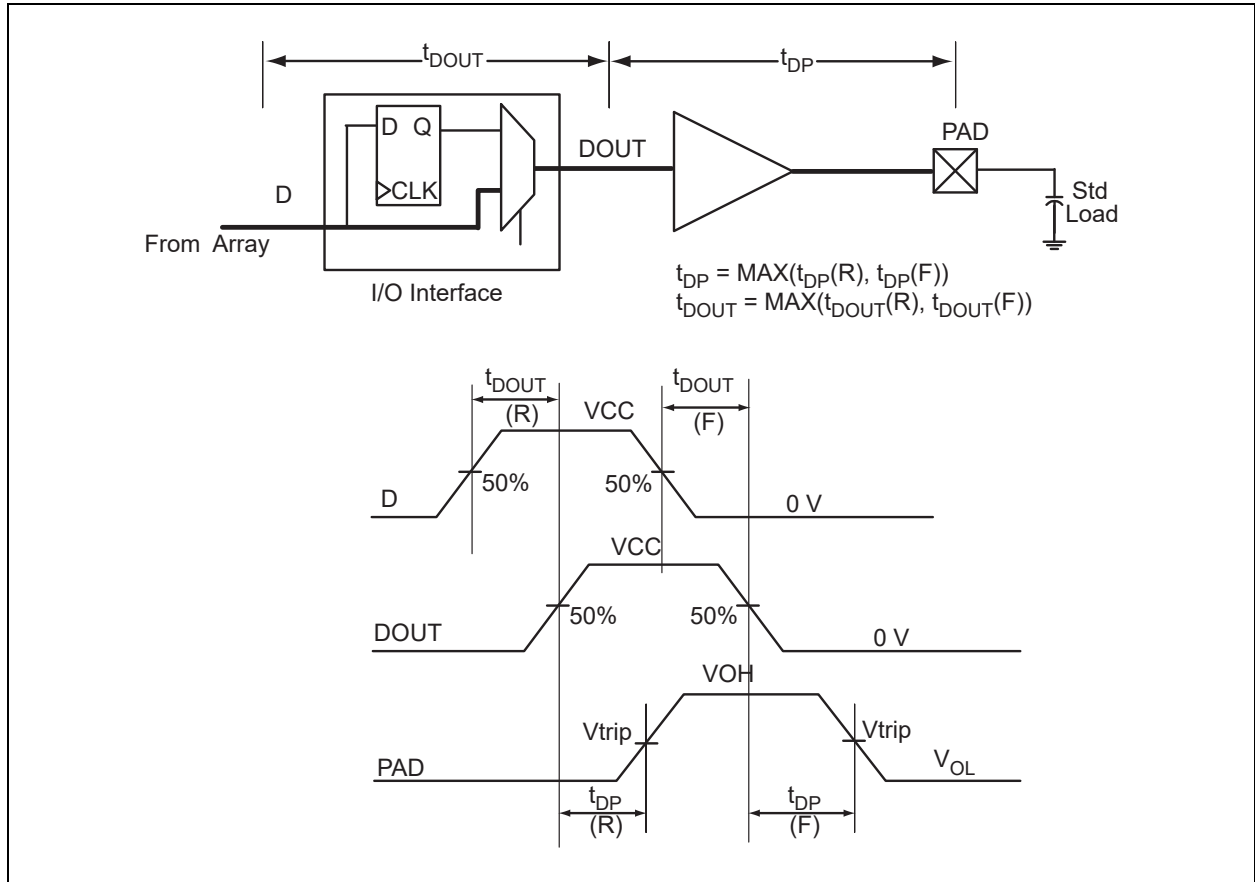 tDOUT
tDP
D Q
CLK
D
From Array
I/O Interface
DOUT
PAD
Std
Load
tDP = MAX(tDP(R), tDP(F))
tDOUT = MAX(tDOUT(R), tDOUT(F))
tDOUT
(R)
VCC
tDOUT
(F)
50%
50%
D
0 V
VCC
50%
50%
DOUT
0 V
VOH
Vtrip
Vtrip
PAD
VOL
tDP
(R)
tDP
(F)